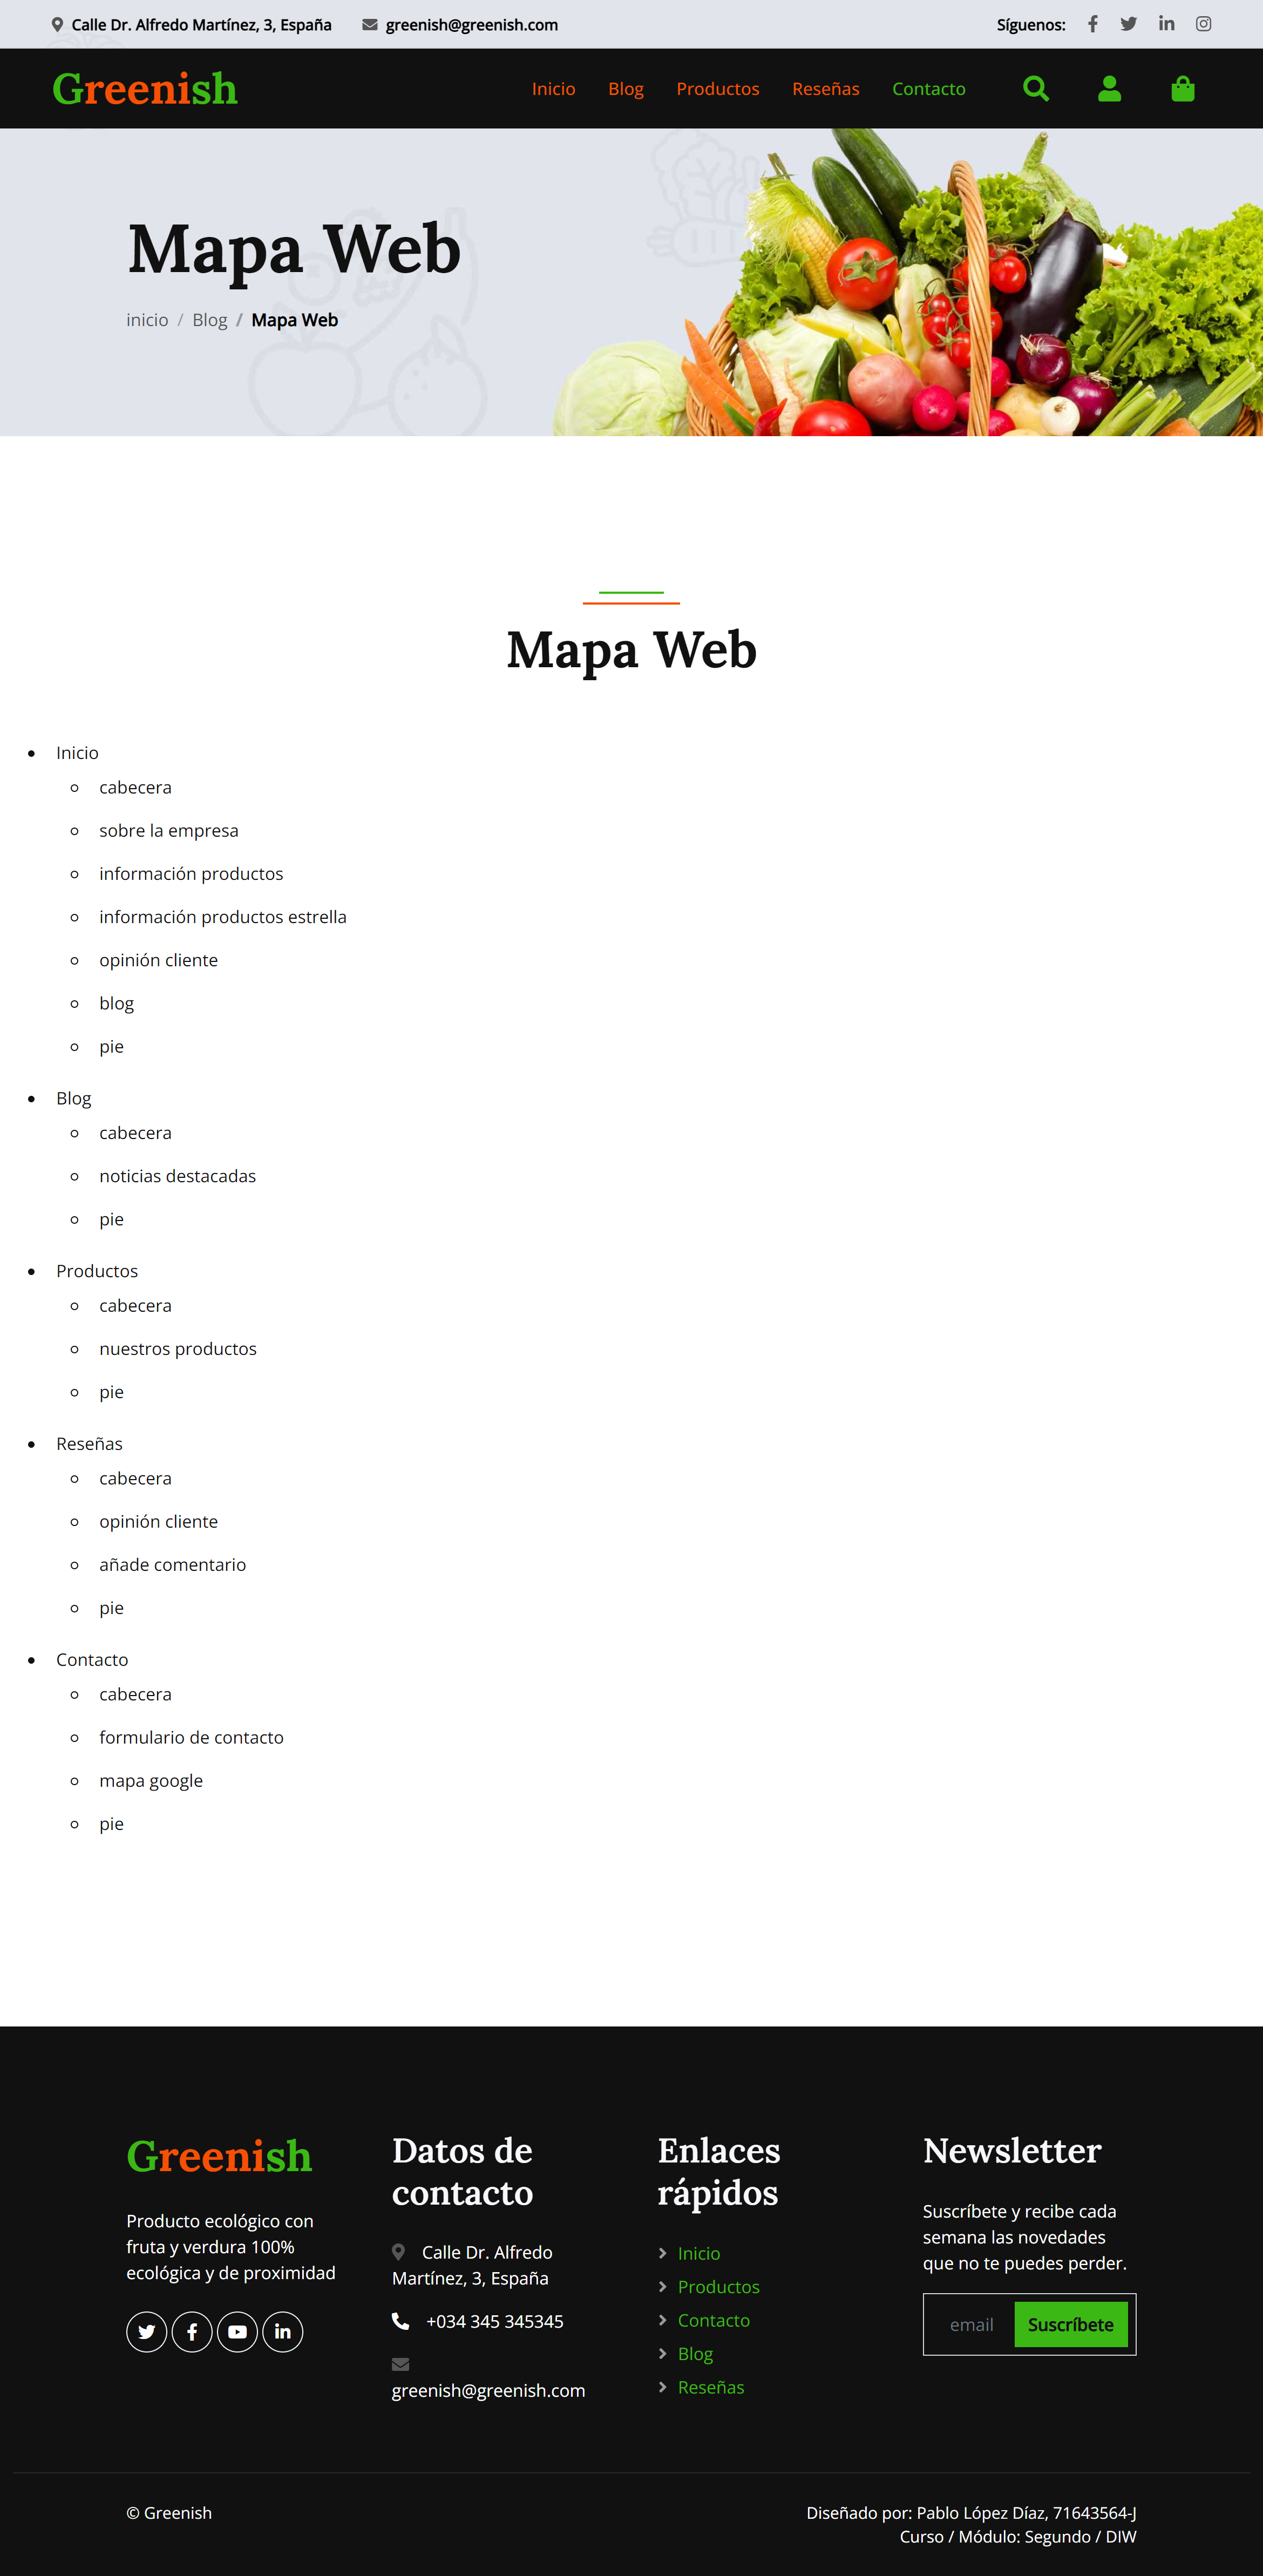 Calle Dr. Alfredo Martínez, 3, España greenish@greenish.com Síguenos:
Greenish Inicio Blog Productos Reseñas Contacto
Mapa Web
inicio / Blog / Mapa Web
Mapa Web
Inicio
cabecera
sobre la empresa
información productos
información productos estrella
opinión cliente
blog
pie
Blog
cabecera
noticias destacadas
pie
Productos
cabecera
nuestros productos
pie
Reseñas
cabecera
opinión cliente
añade comentario
pie
Contacto
cabecera
formulario de contacto
mapa google
pie
Greenish
Producto ecológico con
fruta y verdura 100%
ecológica y de proximidad
Datos de
contacto
Calle Dr. Alfredo
Martínez, 3, España
+034 345 345345
greenish@greenish.com
Enlaces
rápidos
Inicio
Productos
Contacto
Blog
Reseñas
Newsletter
Suscríbete y recibe cada
semana las novedades
que no te puedes perder.
email Suscríbete
© Greenish
Diseñado por: Pablo López Díaz, 71643564-J
Curso / Módulo: Segundo / DIW